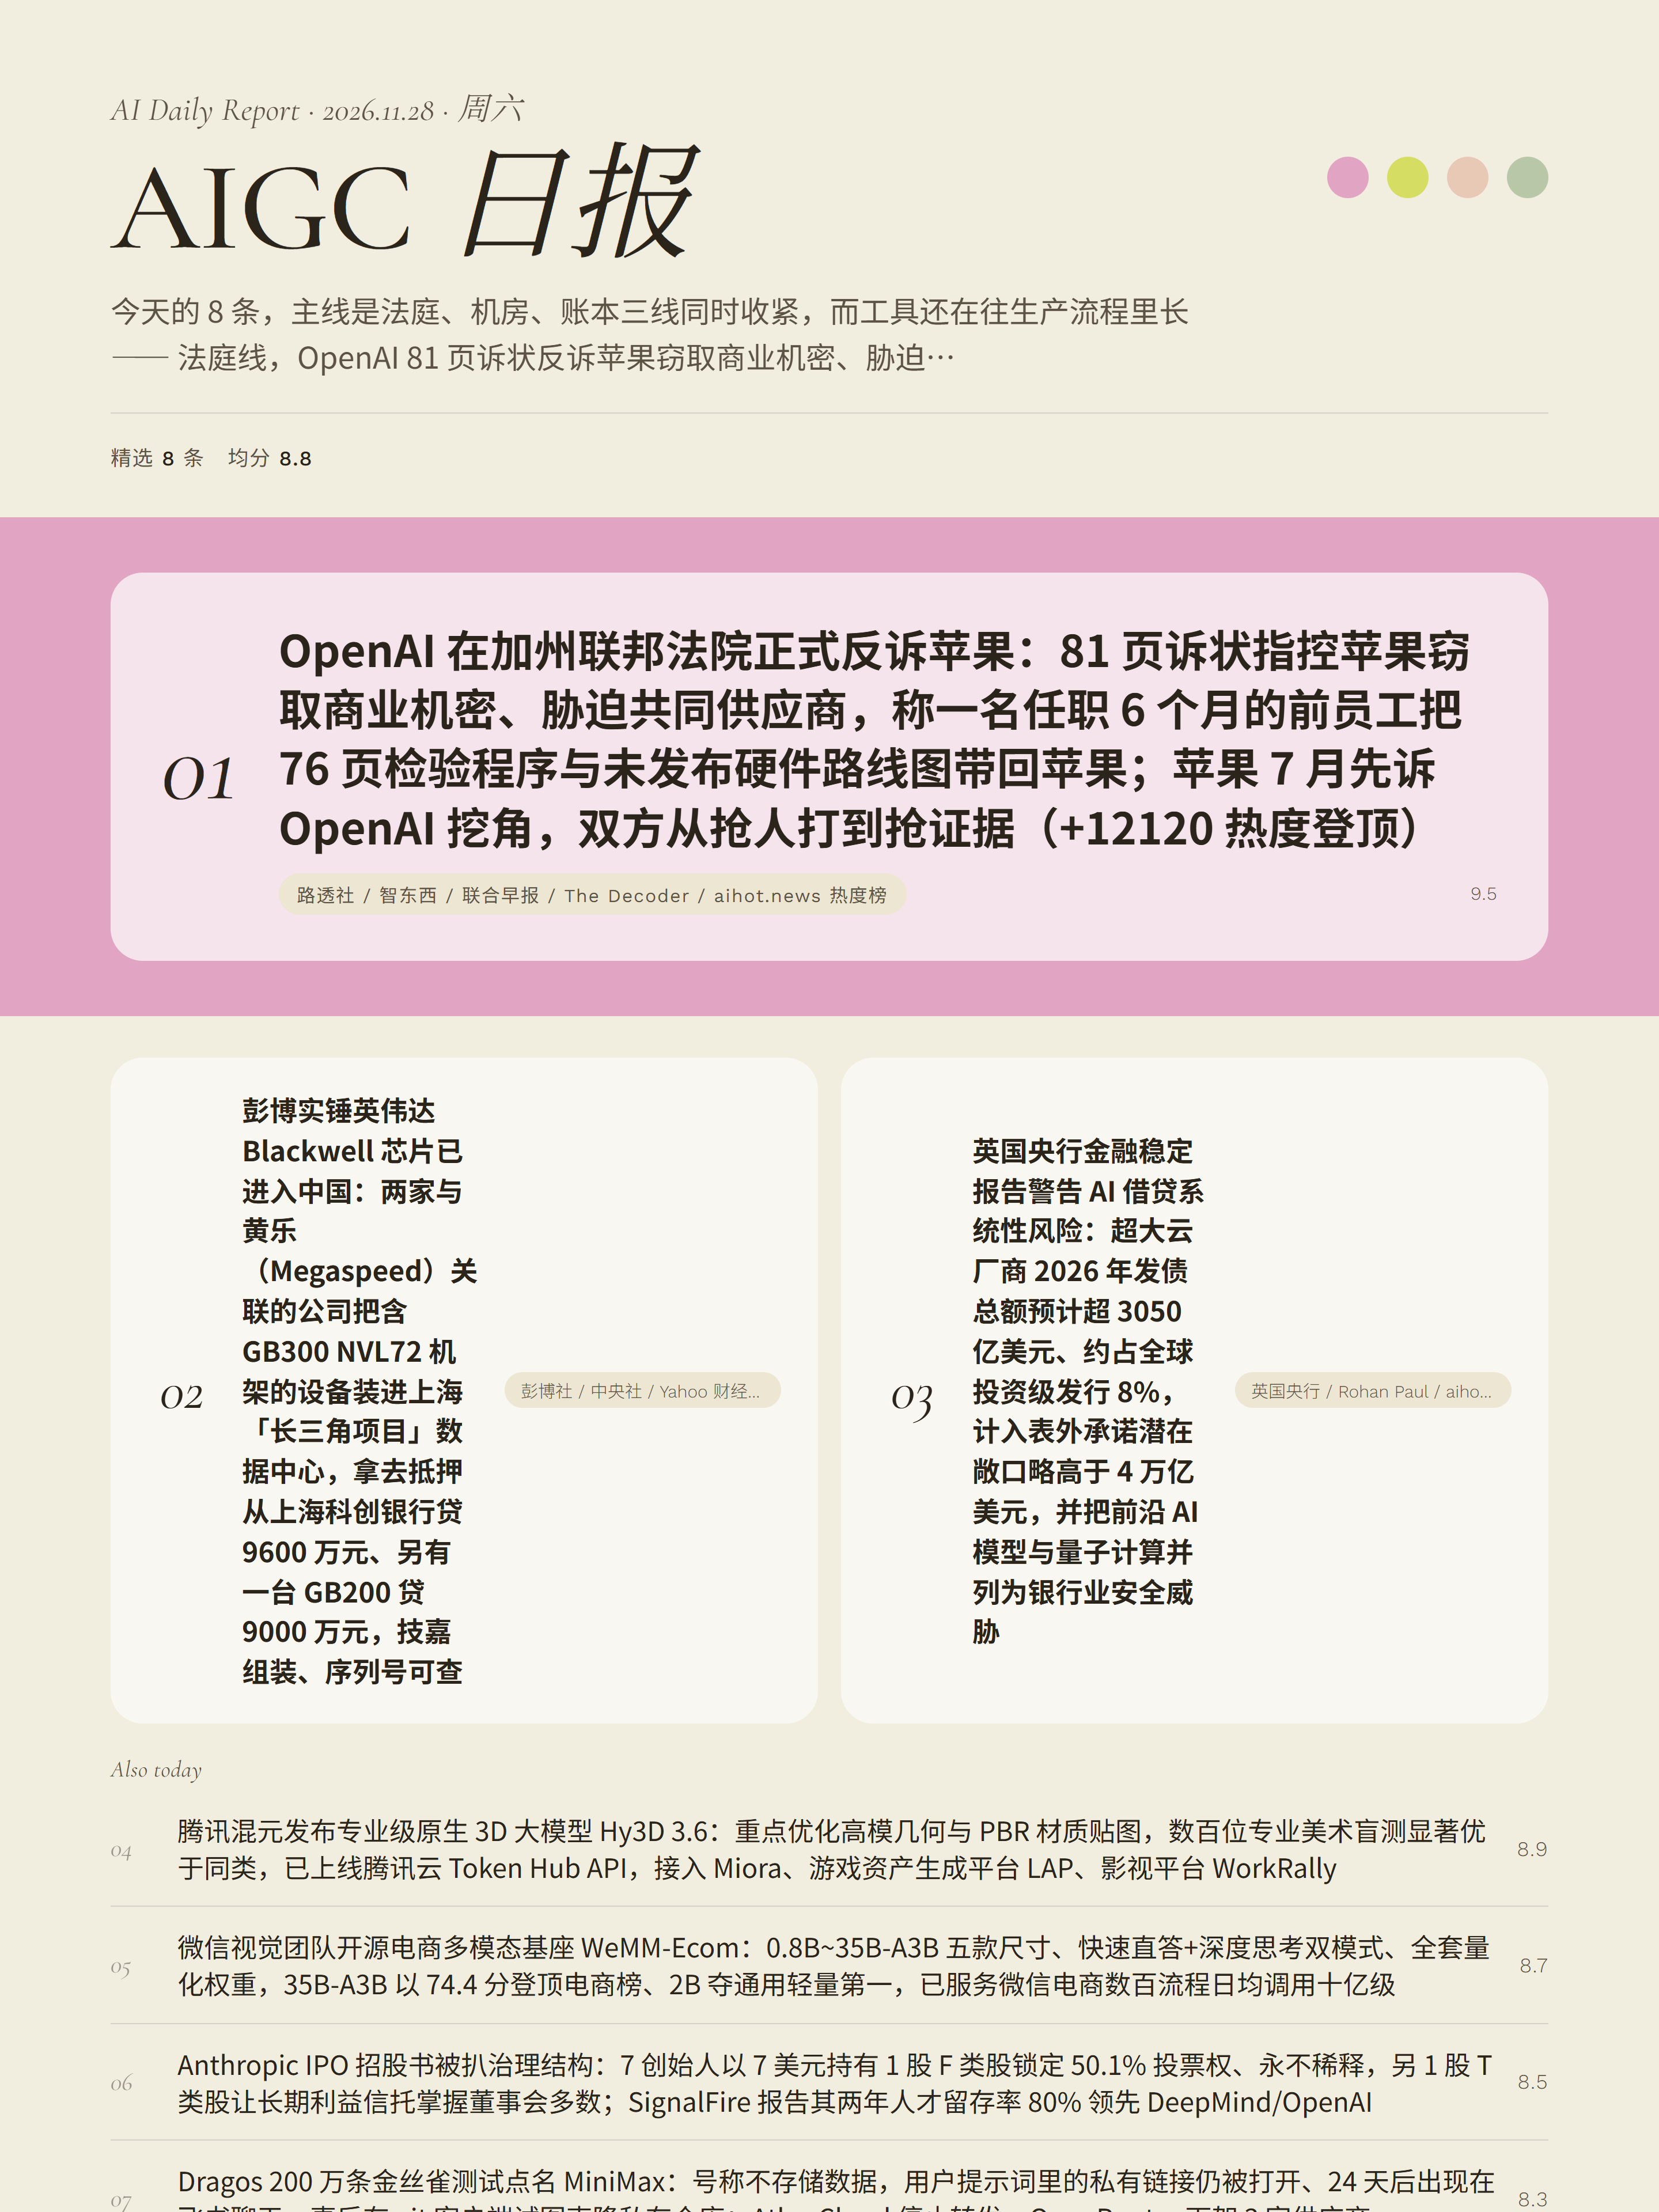 AI Daily Report · 2026.11.28 · 周六
AIGC 日报
今天的 8 条，主线是法庭、机房、账本三线同时收紧，而工具还在往生产流程里长
—— 法庭线，OpenAI 81 页诉状反诉苹果窃取商业机密、胁迫…
精选 8 条 均分 8.8
01
OpenAI 在加州联邦法院正式反诉苹果：81 页诉状指控苹果窃
取商业机密、胁迫共同供应商，称一名任职 6 个月的前员工把
76 页检验程序与未发布硬件路线图带回苹果；苹果 7 月先诉
OpenAI 挖角，双方从抢人打到抢证据（+12120 热度登顶）
路透社 / 智东西 / 联合早报 / The Decoder / aihot.news 热度榜
9.5
02
彭博实锤英伟达
Blackwell 芯片已
进入中国：两家与
黄乐
（Megaspeed）关
联的公司把含
GB300 NVL72 机
架的设备装进上海
「长三角项目」数
据中心，拿去抵押
从上海科创银行贷
9600 万元、另有
一台 GB200 贷
9000 万元，技嘉
组装、序列号可查
彭博社 / 中央社 / Yahoo 财经...
03
英国央行金融稳定
报告警告 AI 借贷系
统性风险：超大云
厂商 2026 年发债
总额预计超 3050
亿美元、约占全球
投资级发行 8%，
计入表外承诺潜在
敞口略高于 4 万亿
美元，并把前沿 AI
模型与量子计算并
列为银行业安全威
胁
英国央行 / Rohan Paul / aiho...
Also today
04
腾讯混元发布专业级原生 3D 大模型 Hy3D 3.6：重点优化高模几何与 PBR 材质贴图，数百位专业美术盲测显著优
于同类，已上线腾讯云 Token Hub API，接入 Miora、游戏资产生成平台 LAP、影视平台 WorkRally
8.9
05
微信视觉团队开源电商多模态基座 WeMM-Ecom：0.8B~35B-A3B 五款尺寸、快速直答+深度思考双模式、全套量
化权重，35B-A3B 以 74.4 分登顶电商榜、2B 夺通用轻量第一，已服务微信电商数百流程日均调用十亿级
8.7
06
Anthropic IPO 招股书被扒治理结构：7 创始人以 7 美元持有 1 股 F 类股锁定 50.1% 投票权、永不稀释，另 1 股 T
类股让长期利益信托掌握董事会多数；SignalFire 报告其两年人才留存率 80% 领先 DeepMind/OpenAI
8.5
07
Dragos 200 万条金丝雀测试点名 MiniMax：号称不存储数据，用户提示词里的私有链接仍被打开、24 天后出现在
8.3